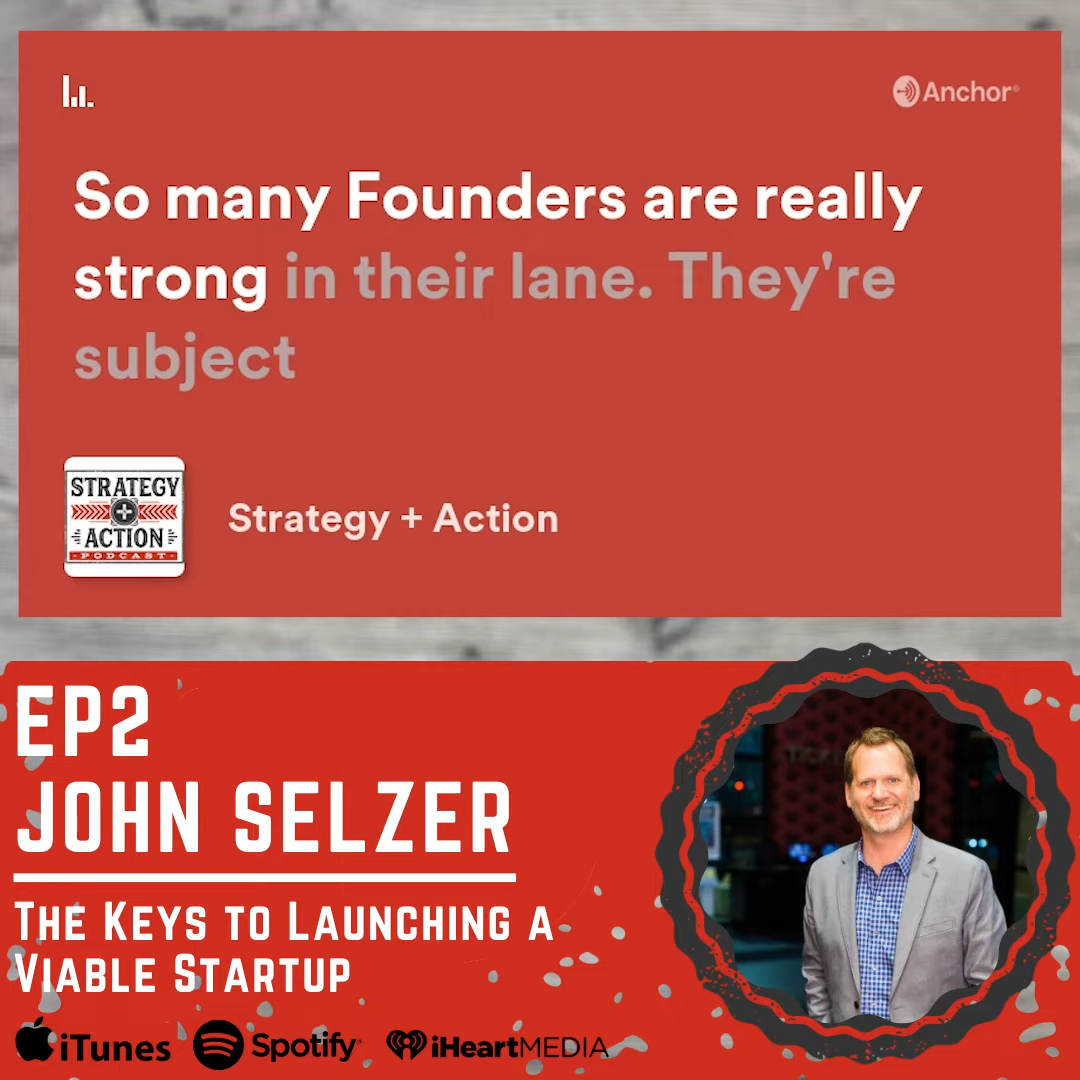 Anchor
So many Founders are really
strong in their lane. They're
subject
STRATEGY
+
ACTION
PODCAST
Strategy + Action
EP2
JOHN SELZER
THE KEYS TO LAUNCHING A
VIABLE STARTUP
iTunes
Spotify
iHeartMEDIA